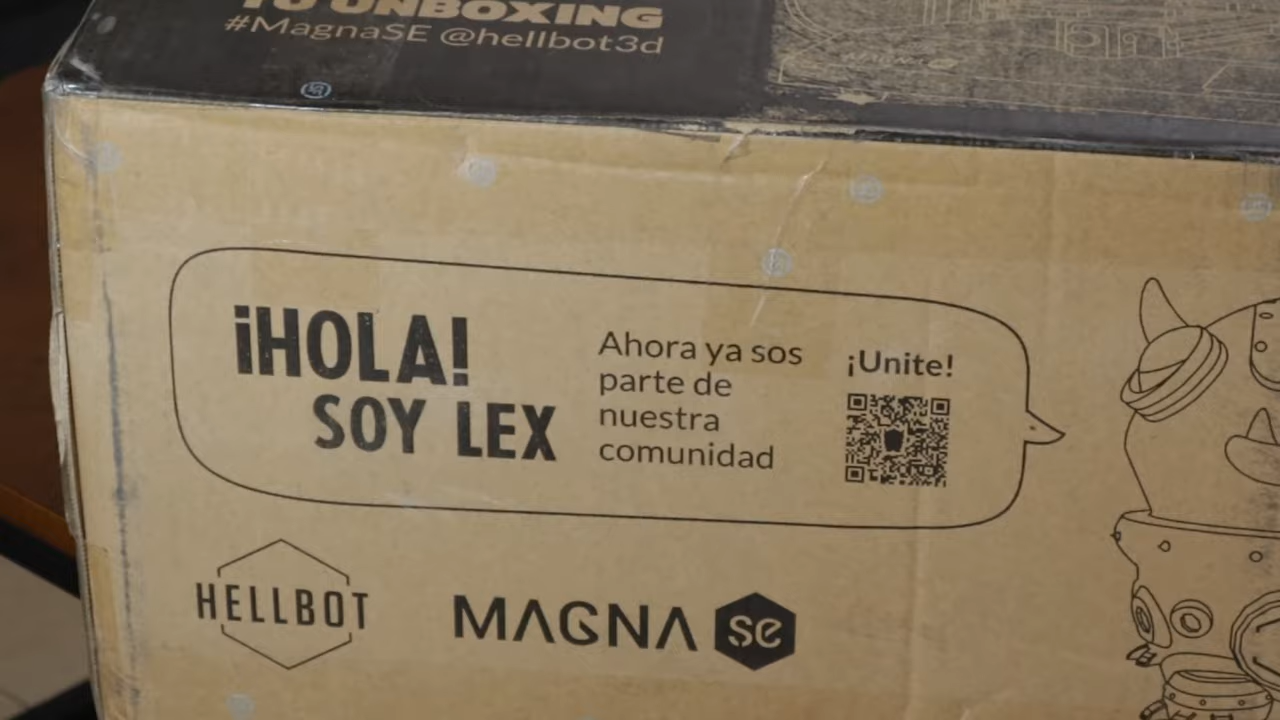 TU UNBOXING
#MagnaSE @hellbot3d
¡HOLA!
SOY LEX
Ahora ya sos
parte de
nuestra
comunidad
¡Unite!
HELLBOT
MAGNA se